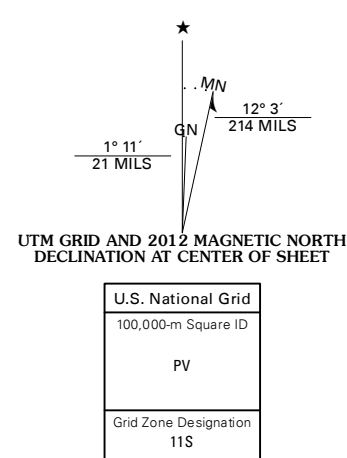 ★
MN
12° 3´
214 MILS
GN
1° 11´
21 MILS
UTM GRID AND 2012 MAGNETIC NORTH
DECLINATION AT CENTER OF SHEET
U.S. National Grid
100,000-m Square ID
PV
Grid Zone Designation
11S